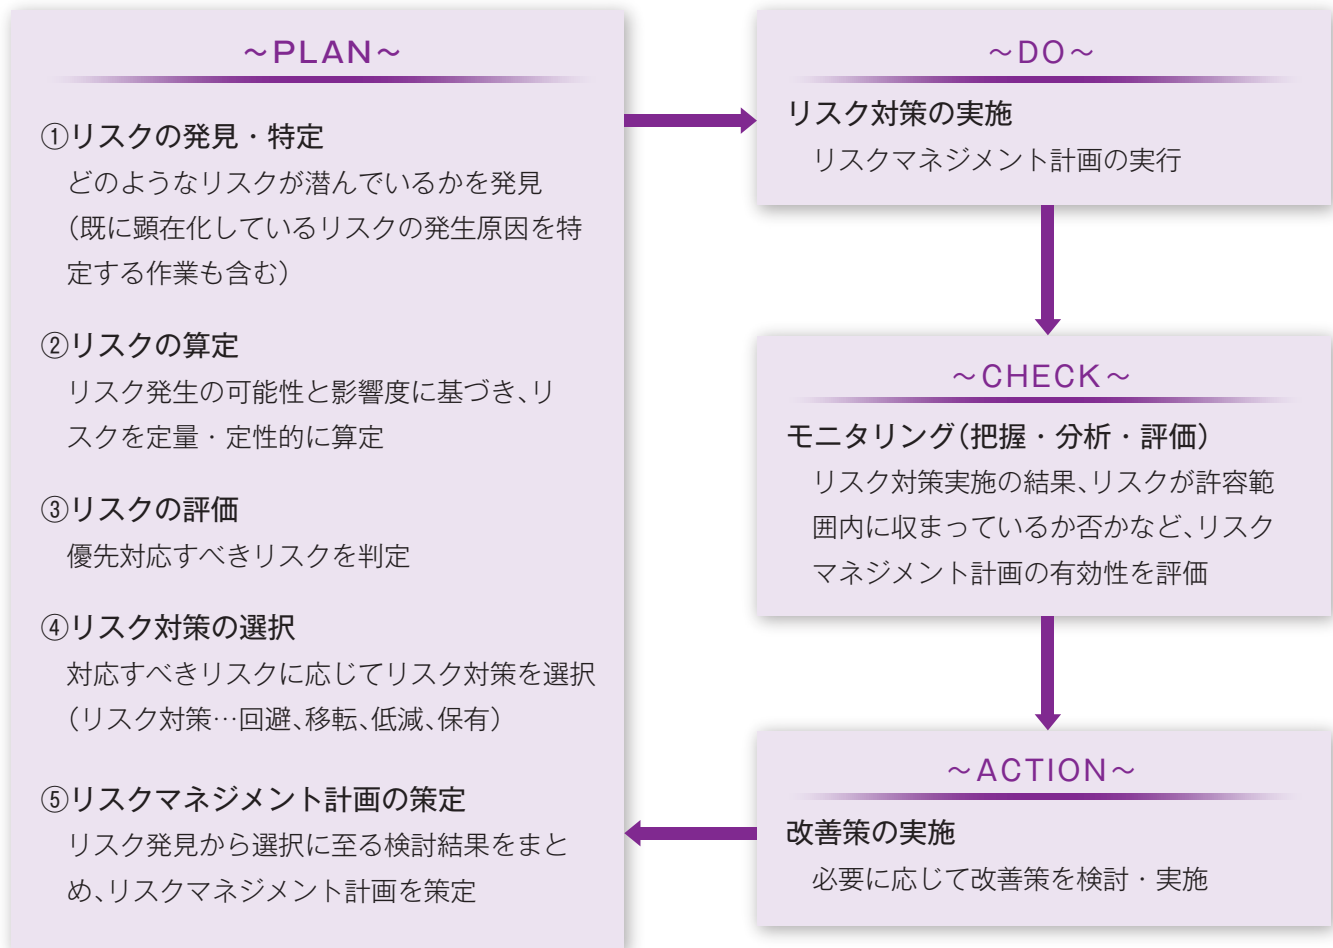 ～PLAN～
①リスクの発見・特定
どのようなリスクが潜んでいるかを発見
（既に顕在化しているリスクの発生原因を特
定する作業も含む）
②リスクの算定
リスク発生の可能性と影響度に基づき、リ
スクを定量・定性的に算定
③リスクの評価
優先対応すべきリスクを判定
④リスク対策の選択
対応すべきリスクに応じてリスク対策を選択
（リスク対策…回避、移転、低減、保有）
⑤リスクマネジメント計画の策定
リスク発見から選択に至る検討結果をまと
め、リスクマネジメント計画を策定
～DO～
リスク対策の実施
リスクマネジメント計画の実行
～CHECK～
モニタリング（把握・分析・評価）
リスク対策実施の結果、リスクが許容範
囲内に収まっているか否かなど、リスク
マネジメント計画の有効性を評価
～ACTION～
改善策の実施
必要に応じて改善策を検討・実施